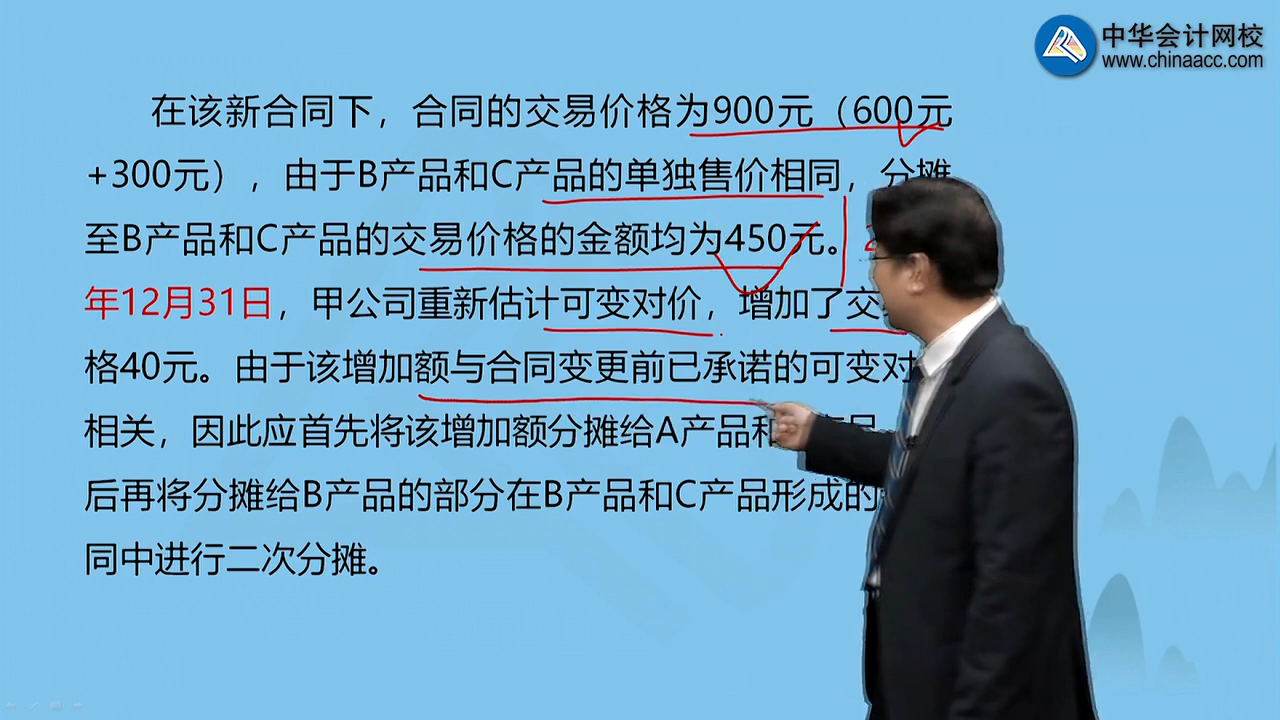 中华会计网校
www.chinaacc.com
在该新合同下，合同的交易价格为900元（600元
+300元），由于B产品和C产品的单独售价相同，分摊
至B产品和C产品的交易价格的金额均为450元。
年12月31日，甲公司重新估计可变对价，增加了交
格40元。由于该增加额与合同变更前已承诺的可变对
相关，因此应首先将该增加额分摊给A产品和
后再将分摊给B产品的部分在B产品和C产品形成的
同中进行二次分摊。